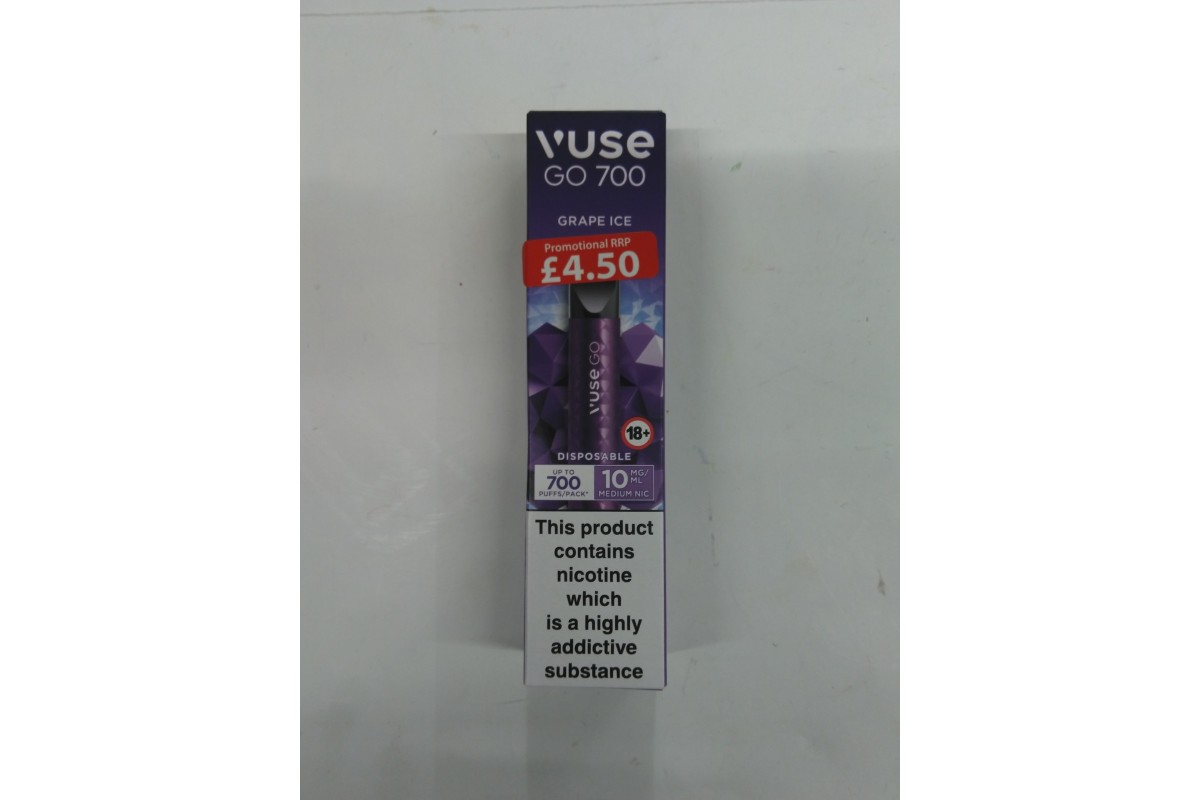 vuse
GO 700
GRAPE ICE
Promotional RRP
£4.50
vuse GO
18+
DISPOSABLE
UP TO
700
PUFFS/PACK*
10 MG/
ML
MEDIUM NIC
This product
contains
nicotine
which
is a highly
addictive
substance